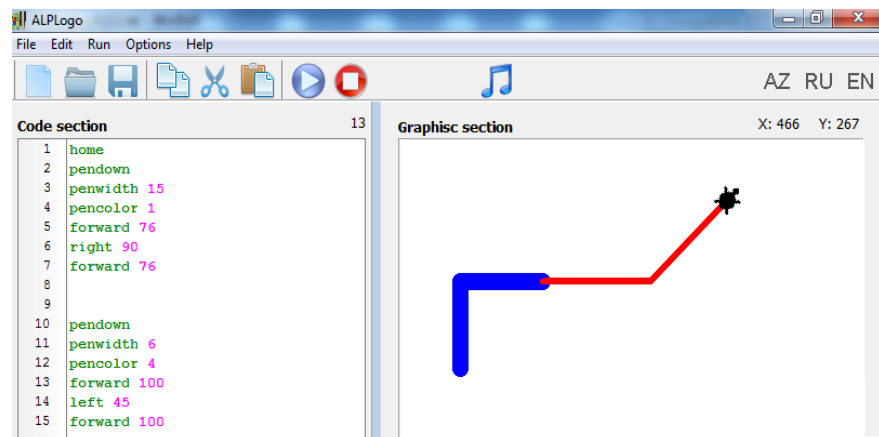 ALPLogo
File Edit Run Options Help
AZ RU EN
Code section 13
1 home
2 pendown
3 penwidth 15
4 pencolor 1
5 forward 76
6 right 90
7 forward 76
8
9
10 pendown
11 penwidth 6
12 pencolor 4
13 forward 100
14 left 45
15 forward 100
Graphisc section X: 466 Y: 267